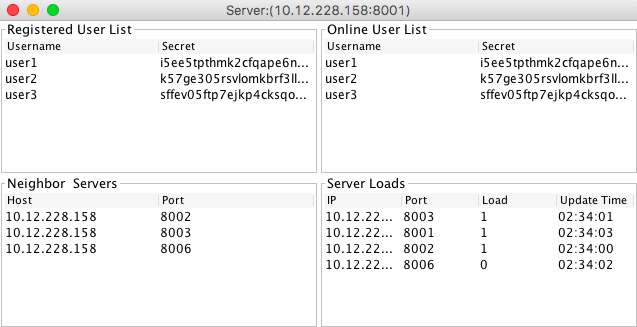 Server:(10.12.228.158:8001)
Registered User List
Username Secret
user1 i5ee5tpthmk2cfqape6n...
user2 k57ge305rsvlomkbrf3ll...
user3 sffev05ftp7ejkp4cksqo...
Online User List
Username Secret
user1 i5ee5tpthmk2cfqape6n...
user2 k57ge305rsvlomkbrf3ll...
user3 sffev05ftp7ejkp4cksqo...
Neighbor Servers
Host Port
10.12.228.158 8002
10.12.228.158 8003
10.12.228.158 8006
Server Loads
IP Port Load Update Time
10.12.22... 8003 1 02:34:01
10.12.22... 8001 1 02:34:03
10.12.22... 8002 1 02:34:00
10.12.22... 8006 0 02:34:02